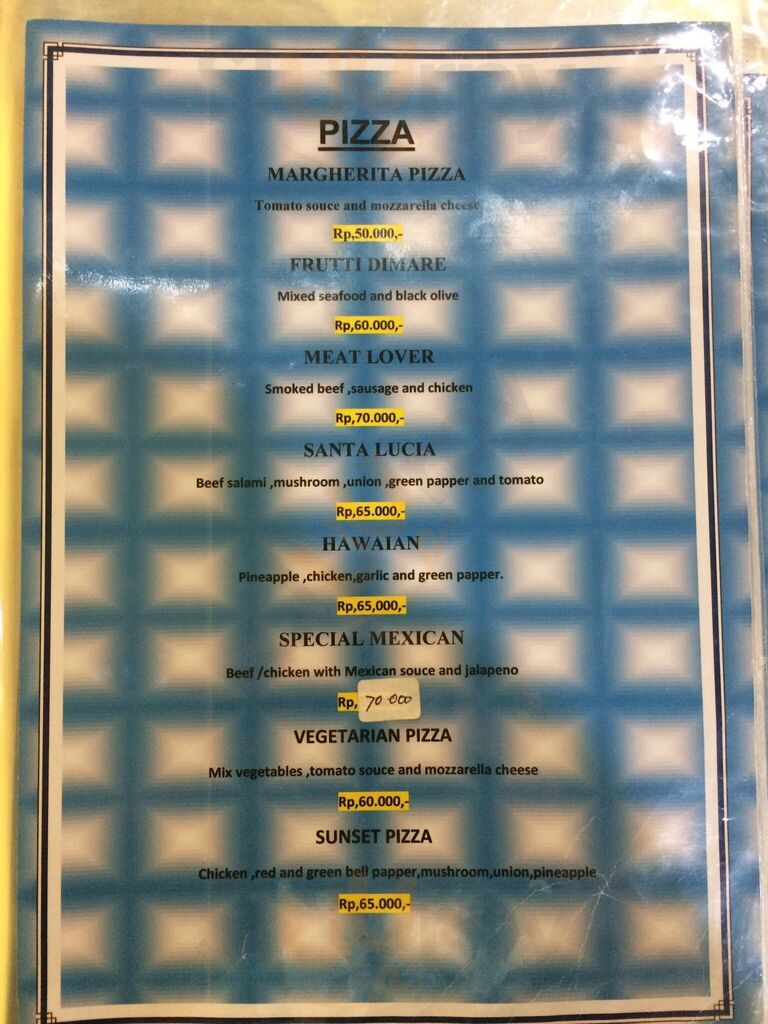 PIZZA
MARGHERITA PIZZA
Tomato souce and mozzarella cheese
Rp,50.000,-
FRUTTI DIMARE
Mixed seafood and black olive
Rp,60.000,-
MEAT LOVER
Smoked beef ,sausage and chicken
Rp,70.000,-
SANTA LUCIA
Beef salami ,mushroom ,union ,green papper and tomato
Rp,65.000,-
HAWAIAN
Pineapple ,chicken,garlic and green papper.
Rp,65,000,-
SPECIAL MEXICAN
Beef /chicken with Mexican souce and jalapeno
Rp, 70 000
VEGETARIAN PIZZA
Mix vegetables ,tomato souce and mozzarella cheese
Rp,60.000,-
SUNSET PIZZA
Chicken ,red and green bell papper,mushroom,union,pineapple
Rp,65.000,-